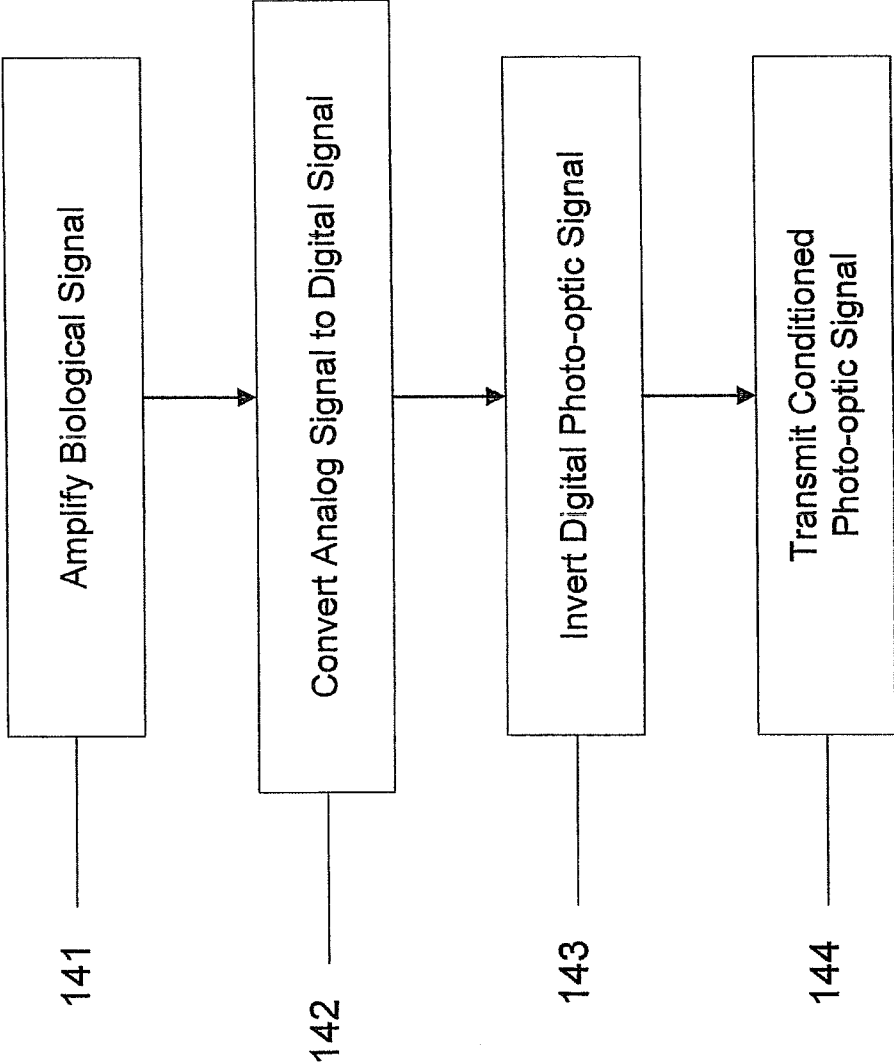 141
Amplify Biological Signal
142
Convert Analog Signal to Digital Signal
143
Invert Digital Photo-optic Signal
144
Transmit Conditioned
Photo-optic Signal